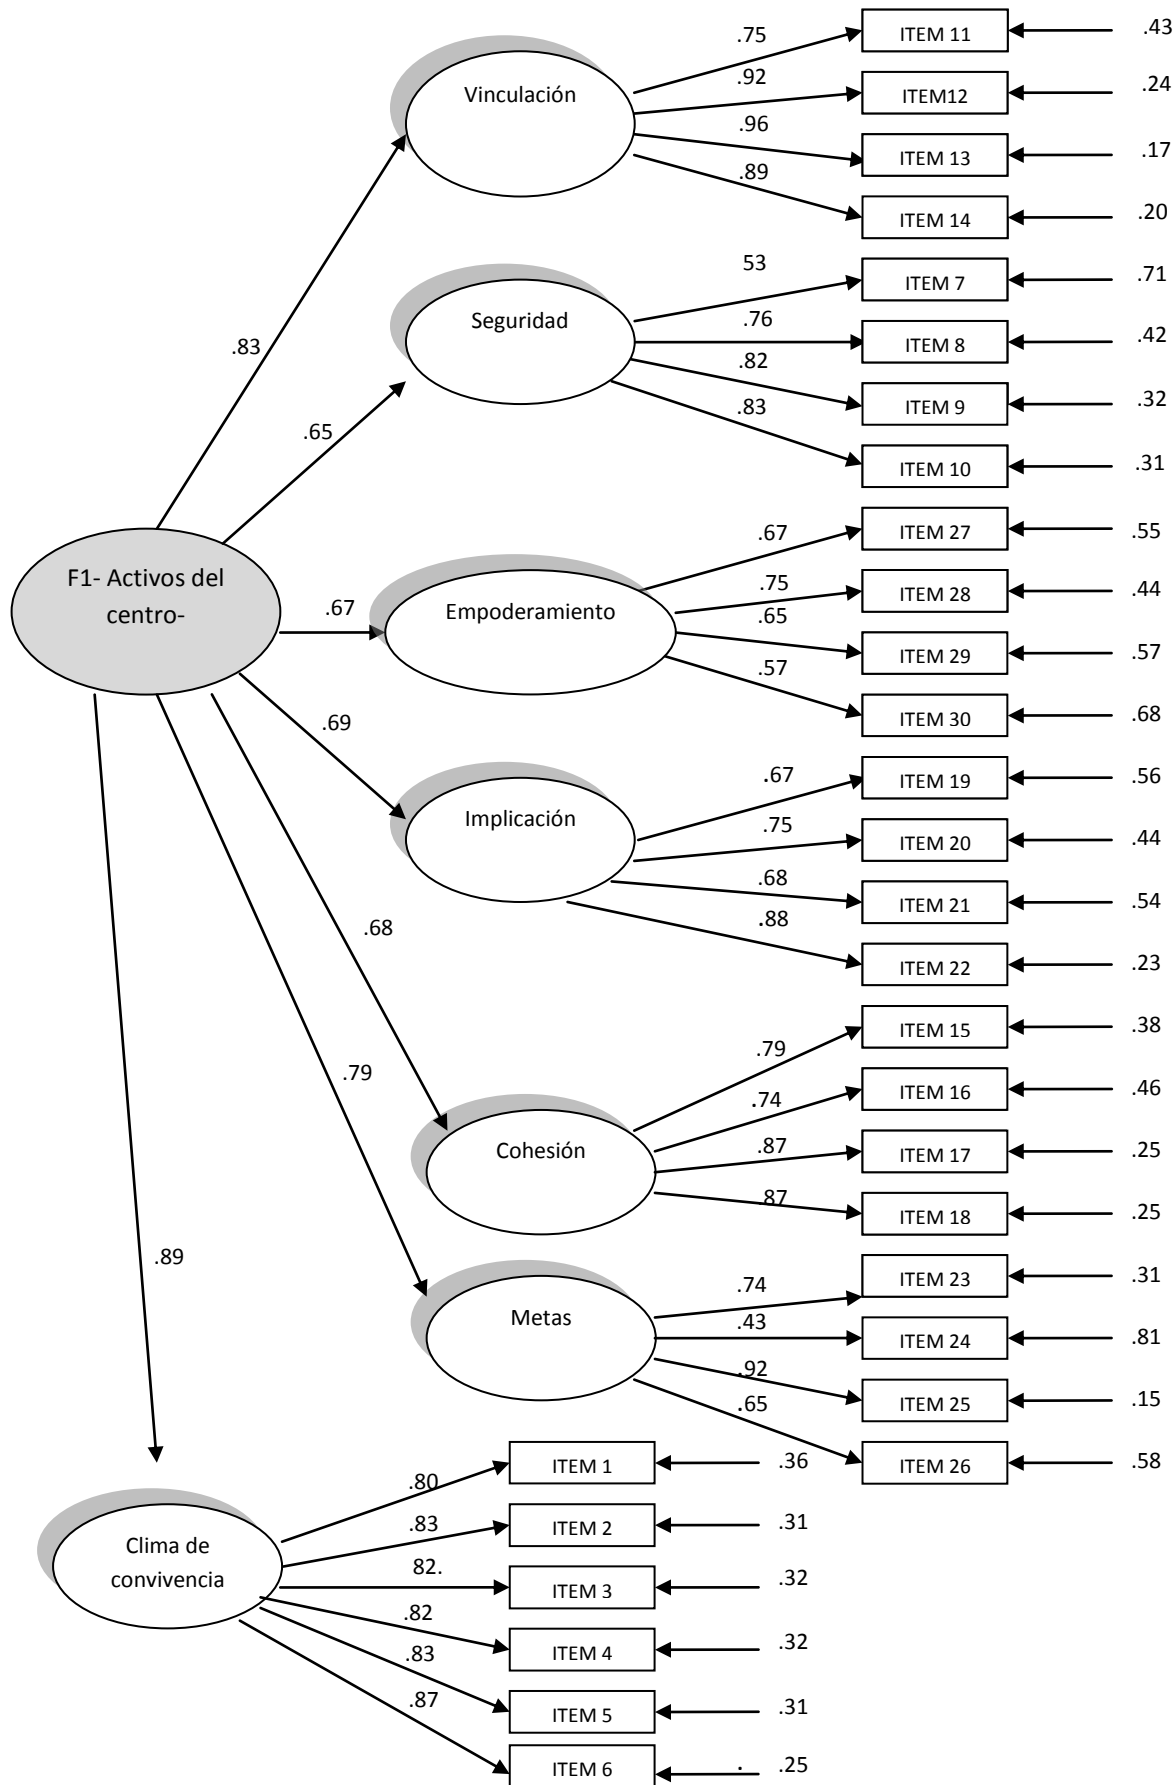 .75
ITEM 11
.43
Vinculación
.92
ITEM12
.24
.96
ITEM 13
.17
.89
ITEM 14
.20
53
ITEM 7
.71
Seguridad
.76
ITEM 8
.42
.83
.82
ITEM 9
.32
.65
.83
ITEM 10
.31
.67
ITEM 27
.55
F1- Activos del
centro-
.67
Empoderamiento
.75
ITEM 28
.44
.65
ITEM 29
.57
.57
ITEM 30
.68
.69
.67
ITEM 19
.56
Implicación
.75
ITEM 20
.44
.68
ITEM 21
.54
.88
ITEM 22
.23
.68
.79
ITEM 15
.38
.74
ITEM 16
.46
.79
Cohesión
.87
ITEM 17
.25
.87
ITEM 18
.25
.89
.74
ITEM 23
.31
Metas
.43
ITEM 24
.81
.92
ITEM 25
.15
.65
ITEM 26
.58
.80
ITEM 1
.36
Clima de
convivencia
.83
ITEM 2
.31
82.
ITEM 3
.32
.82
ITEM 4
.32
.83
ITEM 5
.31
.87
ITEM 6
. .25